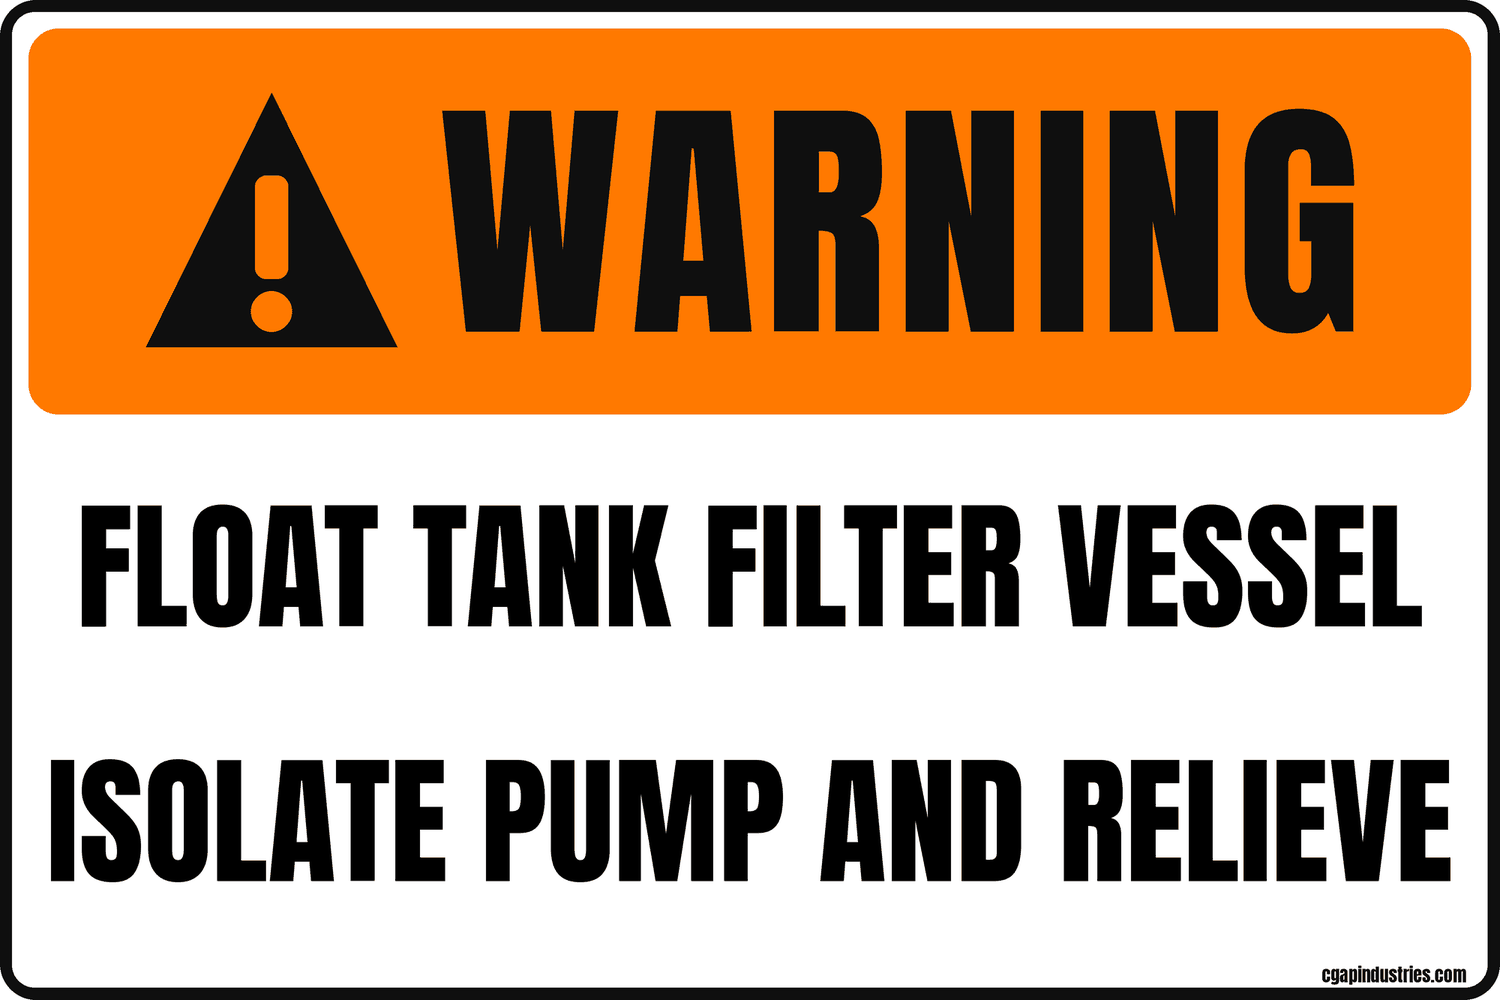 WARNING
FLOAT TANK FILTER VESSEL
ISOLATE PUMP AND RELIEVE
cgapindustries.com